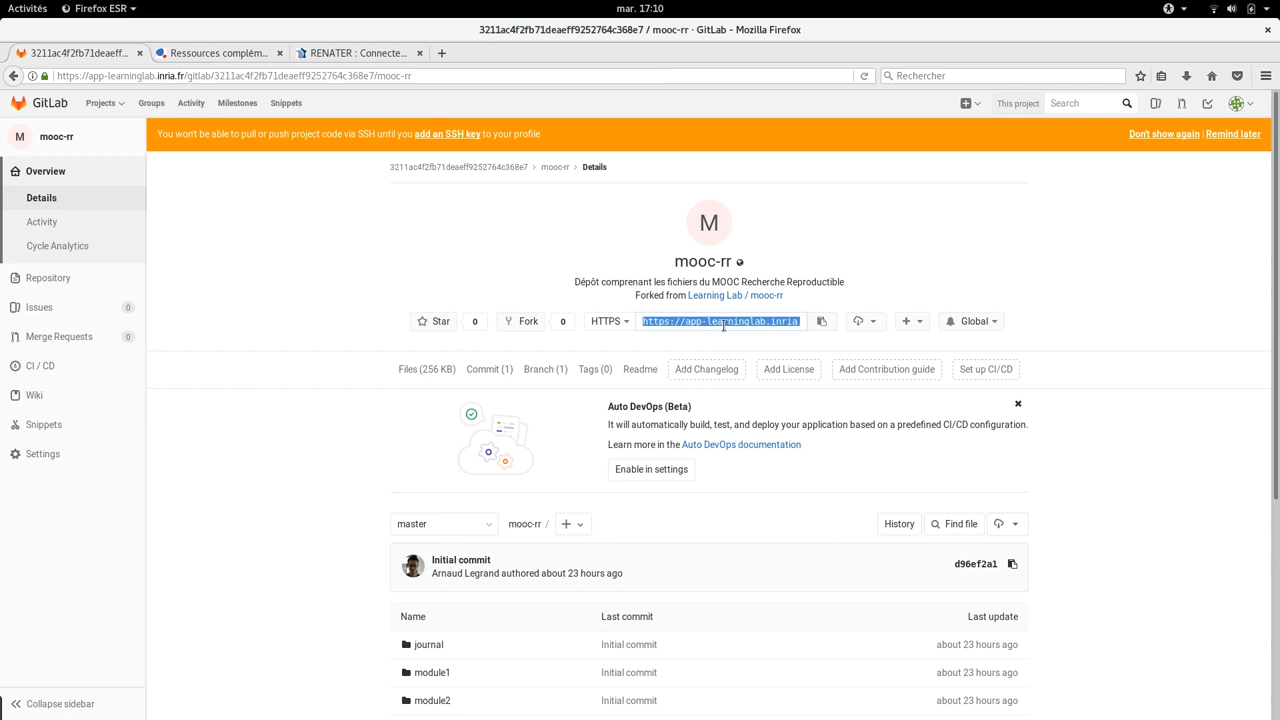 Activités Firefox ESR mar. 17:10
3211ac4f2fb71deaeff9252764c368e7 / mooc-rr · GitLab - Mozilla Firefox
3211ac4f2fb71deaeff... Ressources complém... RENATER : Connecte...
https://app-learninglab.inria.fr/gitlab/3211ac4f2fb71deaeff9252764c368e7/mooc-rr Rechercher
GitLab Projects Groups Activity Milestones Snippets This project Search
M mooc-rr
You won't be able to pull or push project code via SSH until you add an SSH key to your profile Don't show again | Remind later
3211ac4f2fb71deaeff9252764c368e7 > mooc-rr > Details
Overview
Details
Activity
Cycle Analytics
Repository
Issues 0
Merge Requests 0
CI / CD
Wiki
Snippets
Settings
Collapse sidebar
M
mooc-rr
Dépôt comprenant les fichiers du MOOC Recherche Reproductible
Forked from Learning Lab / mooc-rr
Star 0 Fork 0 HTTPS https://app-learninglab.inria Global
Files (256 KB) Commit (1) Branch (1) Tags (0) Readme Add Changelog Add License Add Contribution guide Set up CI/CD
Auto DevOps (Beta)
It will automatically build, test, and deploy your application based on a predefined CI/CD configuration.
Learn more in the Auto DevOps documentation
Enable in settings
master mooc-rr / History Find file
Initial commit
Arnaud Legrand authored about 23 hours ago
d96ef2a1
Name Last commit Last update
journal Initial commit about 23 hours ago
module1 Initial commit about 23 hours ago
module2 Initial commit about 23 hours ago